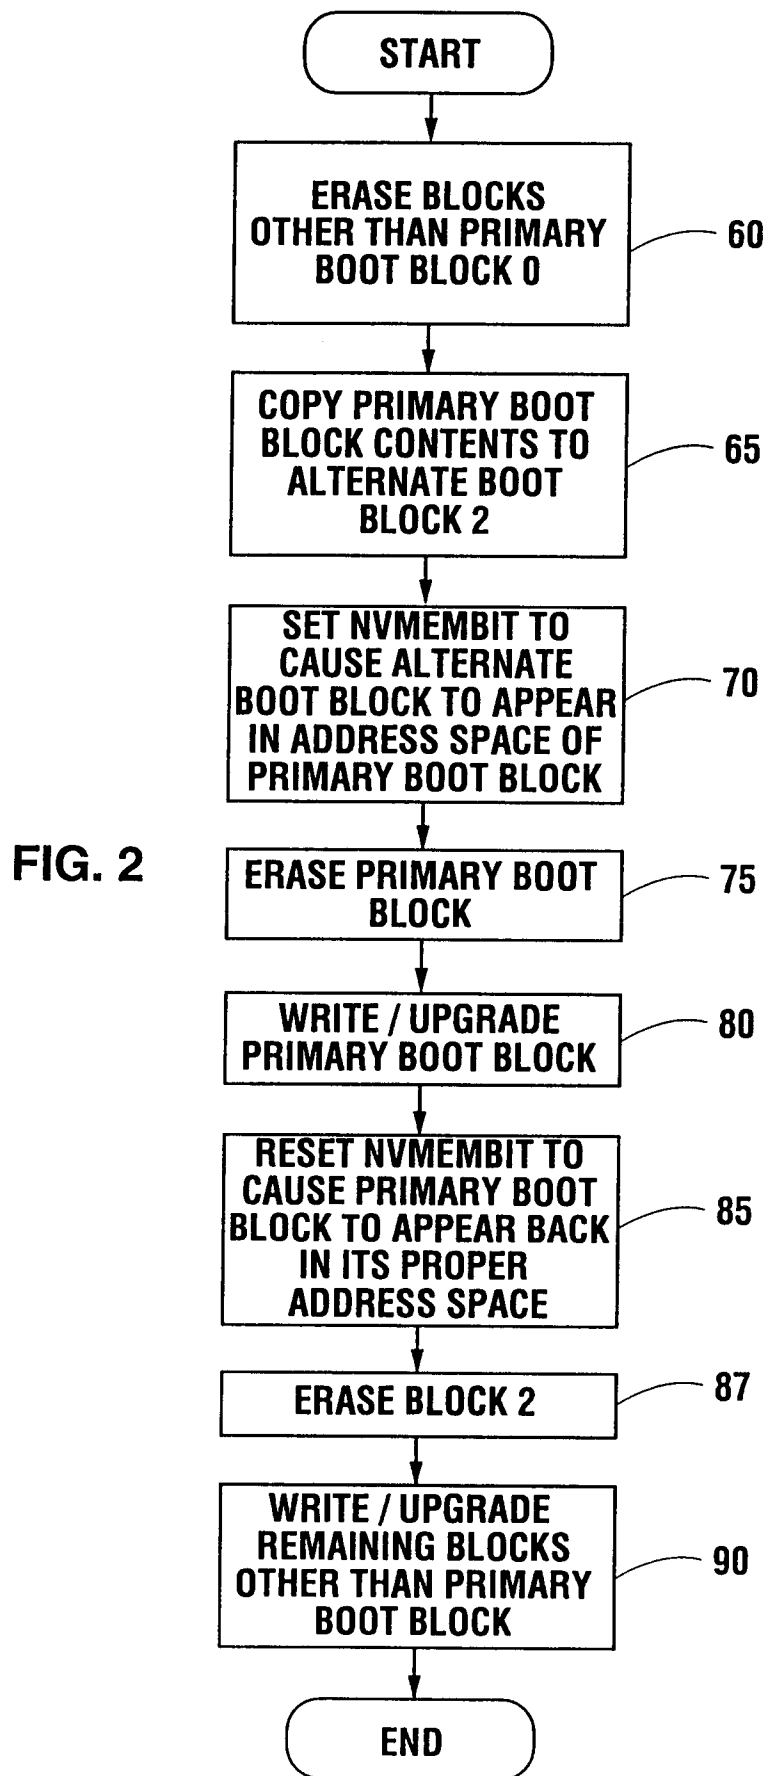 START
ERASE BLOCKS
OTHER THAN PRIMARY
BOOT BLOCK 0
60
COPY PRIMARY BOOT
BLOCK CONTENTS TO
ALTERNATE BOOT
BLOCK 2
65
SET NVMEMBIT TO
CAUSE ALTERNATE
BOOT BLOCK TO APPEAR
IN ADDRESS SPACE OF
PRIMARY BOOT BLOCK
70
FIG. 2
ERASE PRIMARY BOOT
BLOCK
75
WRITE / UPGRADE
PRIMARY BOOT BLOCK
80
RESET NVMEMBIT TO
CAUSE PRIMARY BOOT
BLOCK TO APPEAR BACK
IN ITS PROPER
ADDRESS SPACE
85
ERASE BLOCK 2
87
WRITE / UPGRADE
REMAINING BLOCKS
OTHER THAN PRIMARY
BOOT BLOCK
90
END